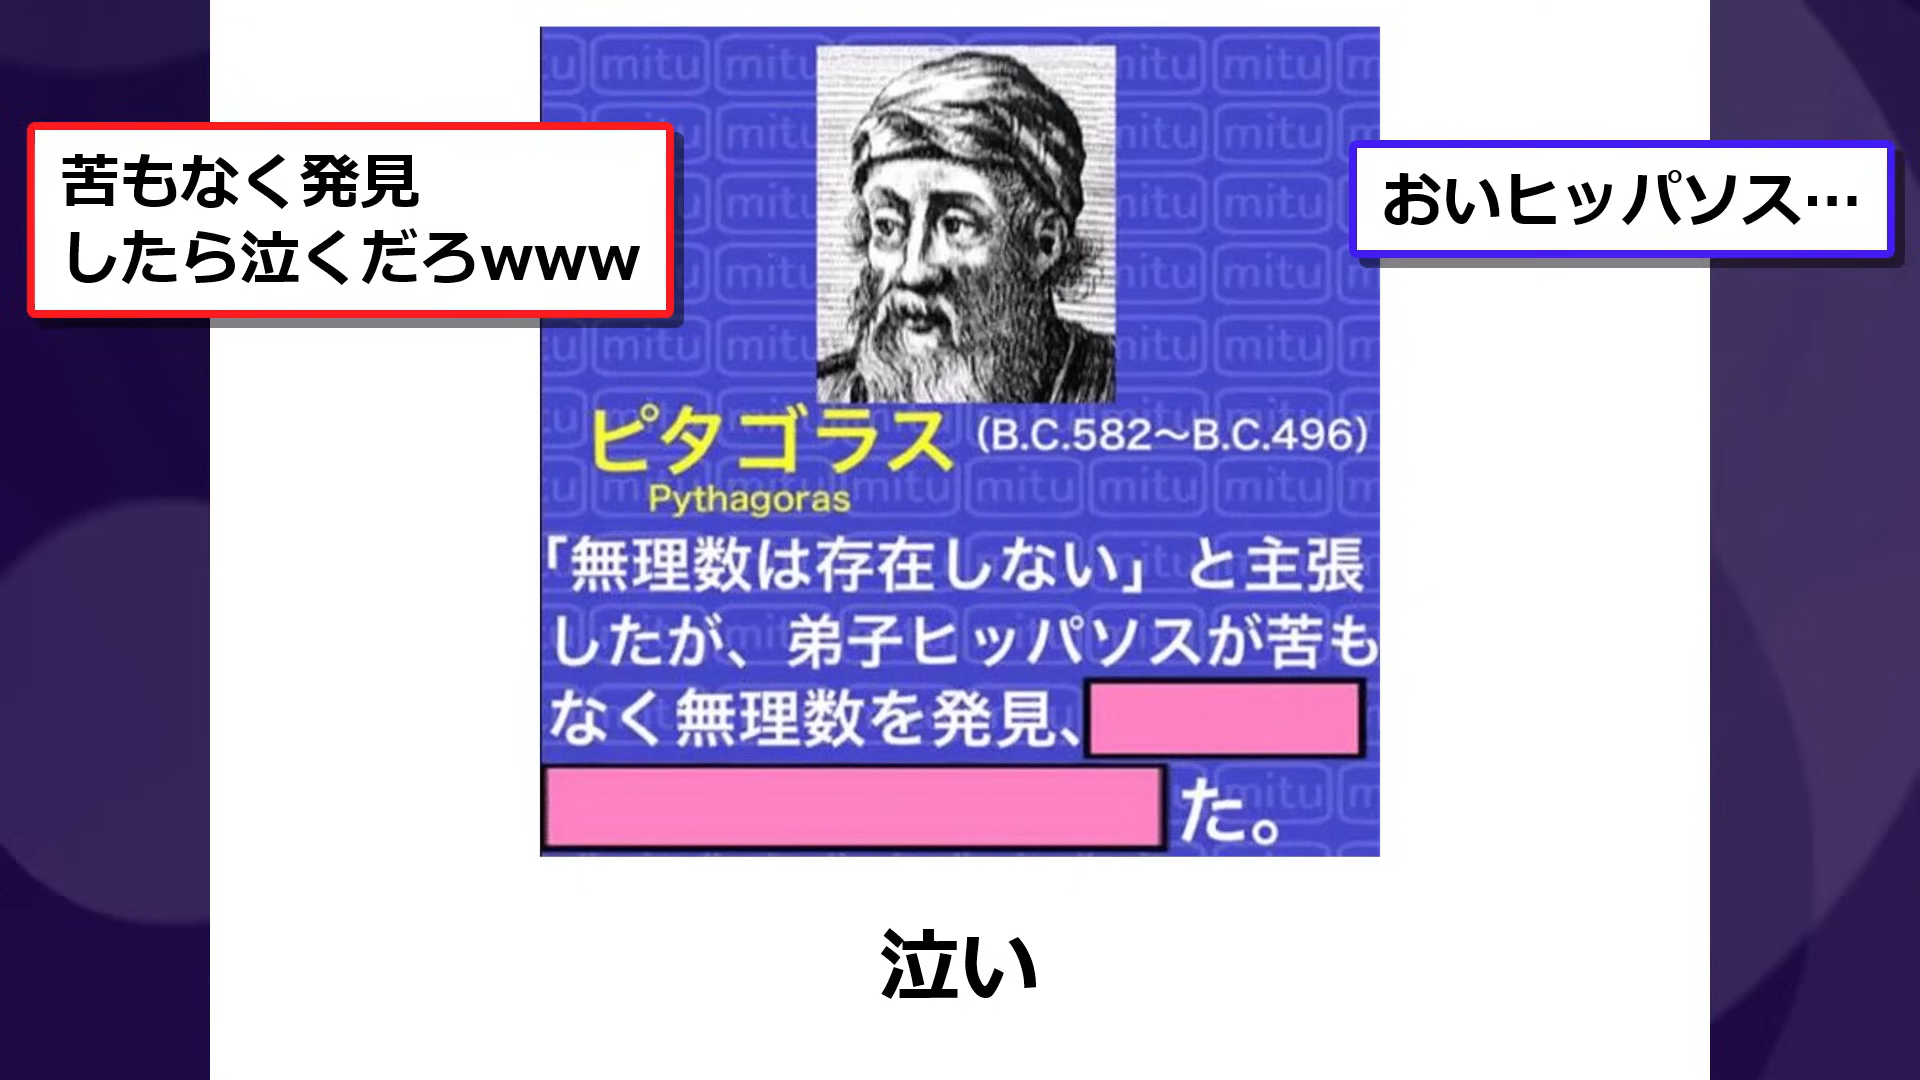 苦もなく発見
したら泣くだろwww
おいヒッパソス…
mitu
ピタゴラス (B.C.582～B.C.496)
Pythagoras
「無理数は存在しない」と主張
したが、弟子ヒッパソスが苦も
なく無理数を発見、
た。
泣い